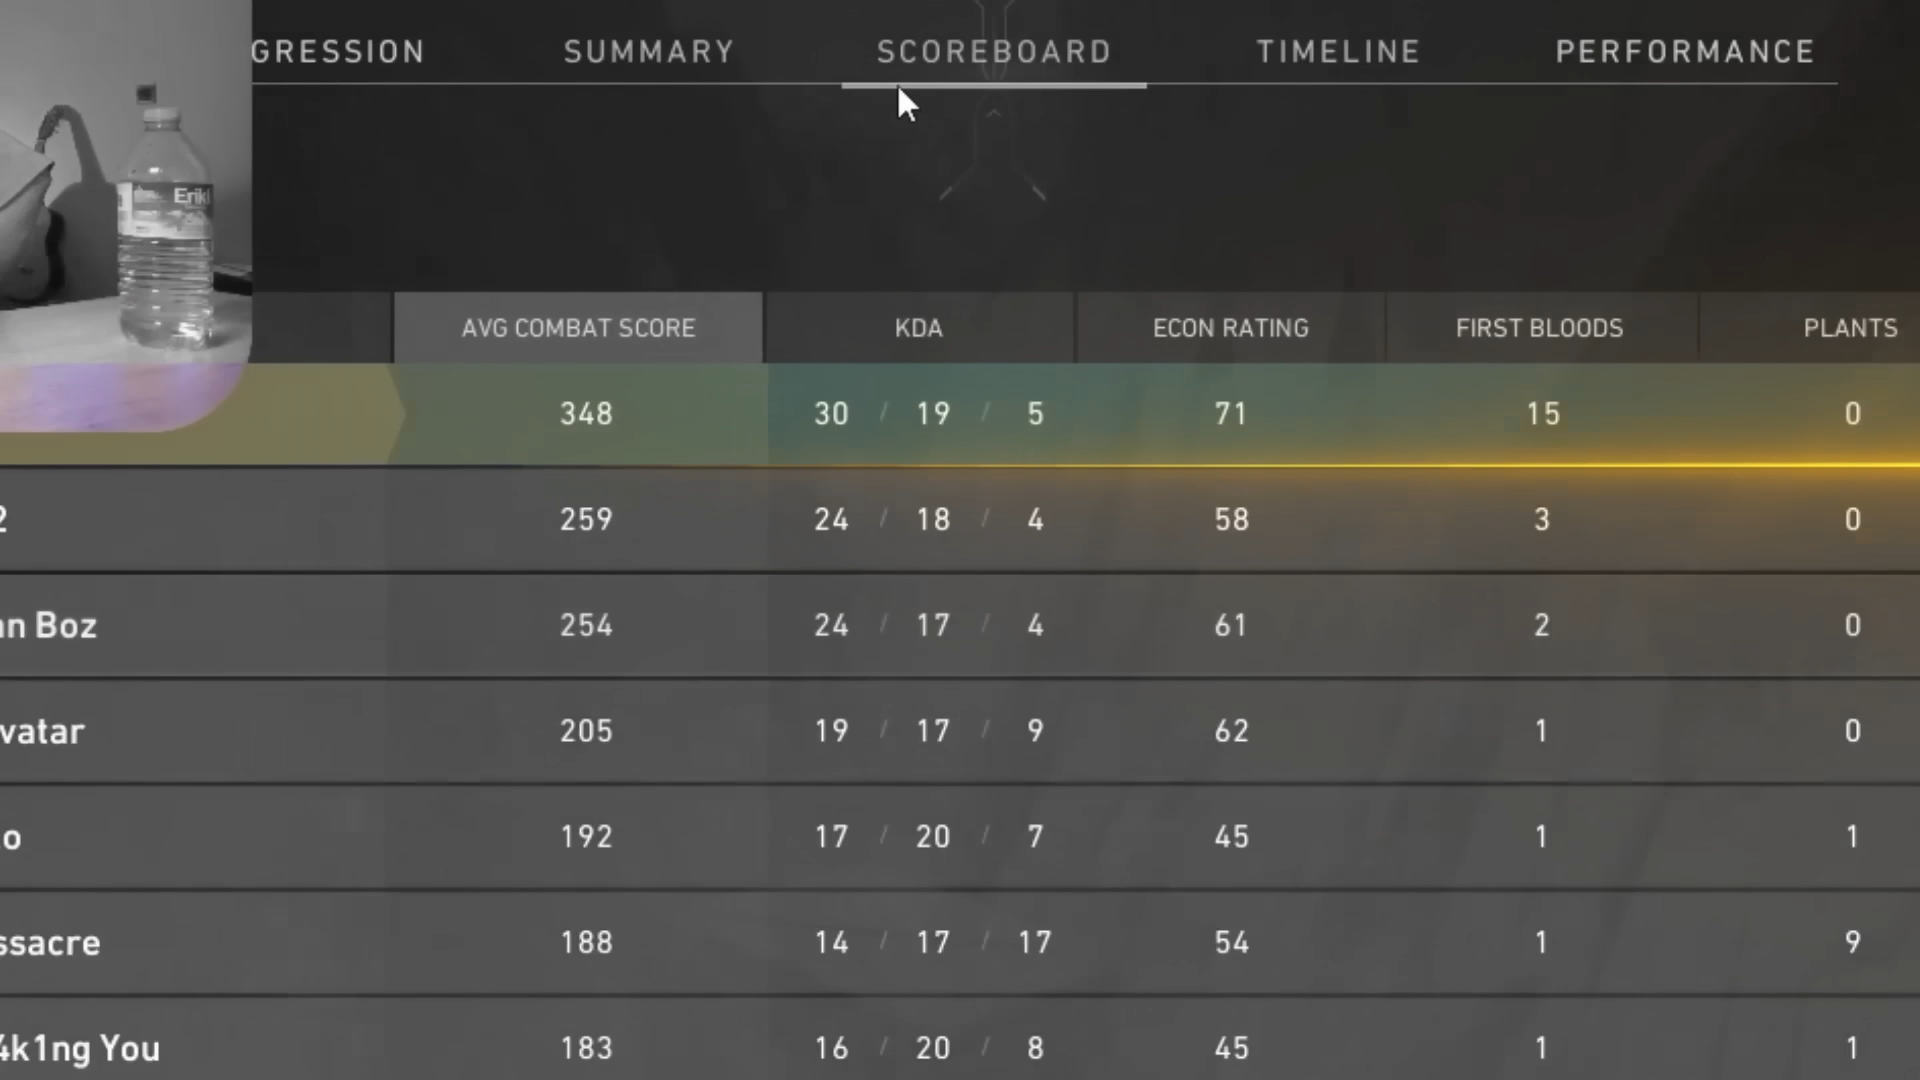 GRESSION SUMMARY SCOREBOARD TIMELINE PERFORMANCE
Erikl
AVG COMBAT SCORE KDA ECON RATING FIRST BLOODS PLANTS
348 30 / 19 / 5 71 15 0
2 259 24 / 18 / 4 58 3 0
an Boz 254 24 / 17 / 4 61 2 0
vatar 205 19 / 17 / 9 62 1 0
o 192 17 / 20 / 7 45 1 1
ssacre 188 14 / 17 / 17 54 1 9
4k1ng You 183 16 / 20 / 8 45 1 1